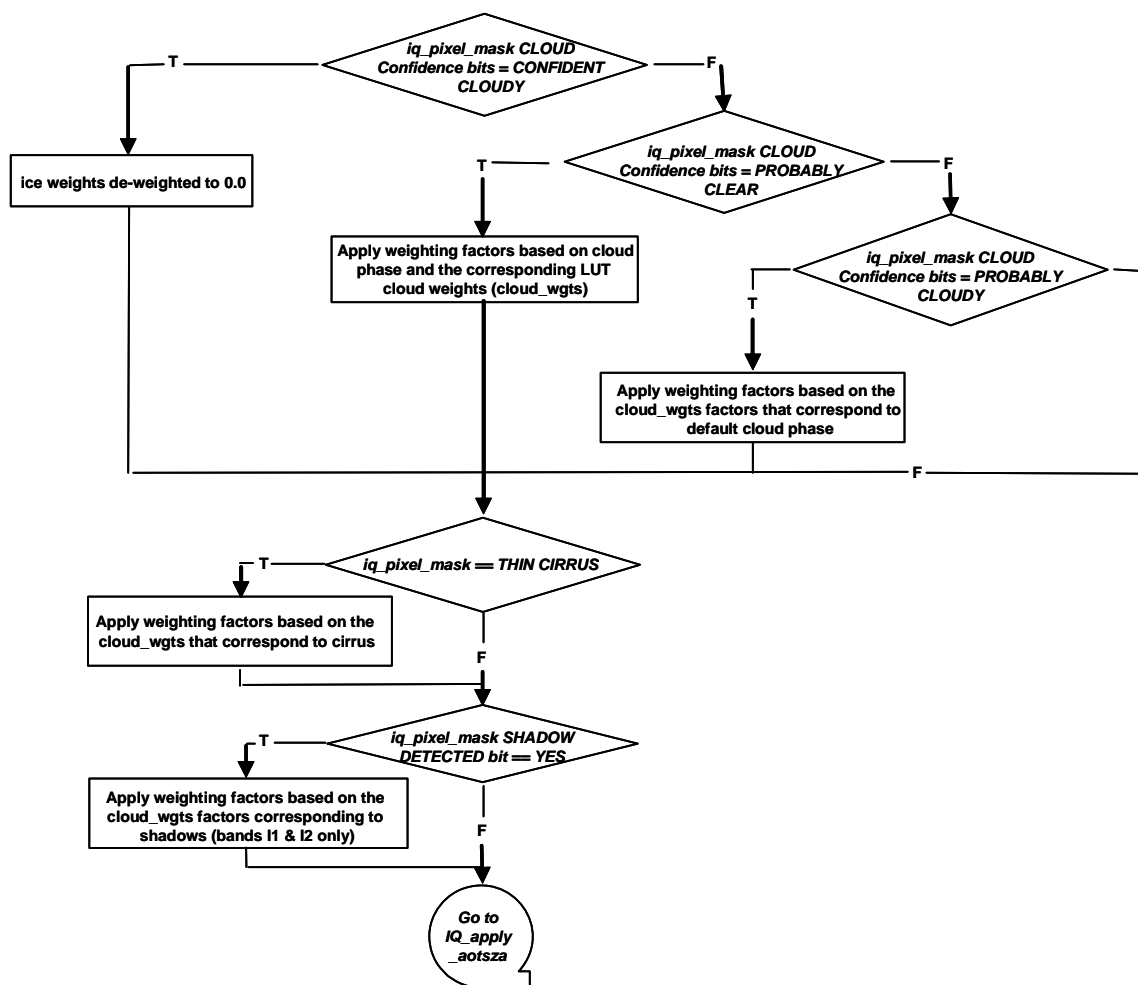 iq_pixel_mask CLOUD
Confidence bits = CONFIDENT
CLOUDY
T
F
ice weights de-weighted to 0.0
iq_pixel_mask CLOUD
Confidence bits = PROBABLY
CLEAR
T
F
Apply weighting factors based on cloud
phase and the corresponding LUT
cloud weights (cloud_wgts)
iq_pixel_mask CLOUD
Confidence bits = PROBABLY
CLOUDY
T
Apply weighting factors based on the
cloud_wgts factors that correspond to
default cloud phase
F
iq_pixel_mask == THIN CIRRUS
T
Apply weighting factors based on the
cloud_wgts that correspond to cirrus
F
iq_pixel_mask SHADOW
DETECTED bit == YES
T
Apply weighting factors based on the
cloud_wgts factors corresponding to
shadows (bands I1 & I2 only)
F
Go to
IQ_apply
_aotsza